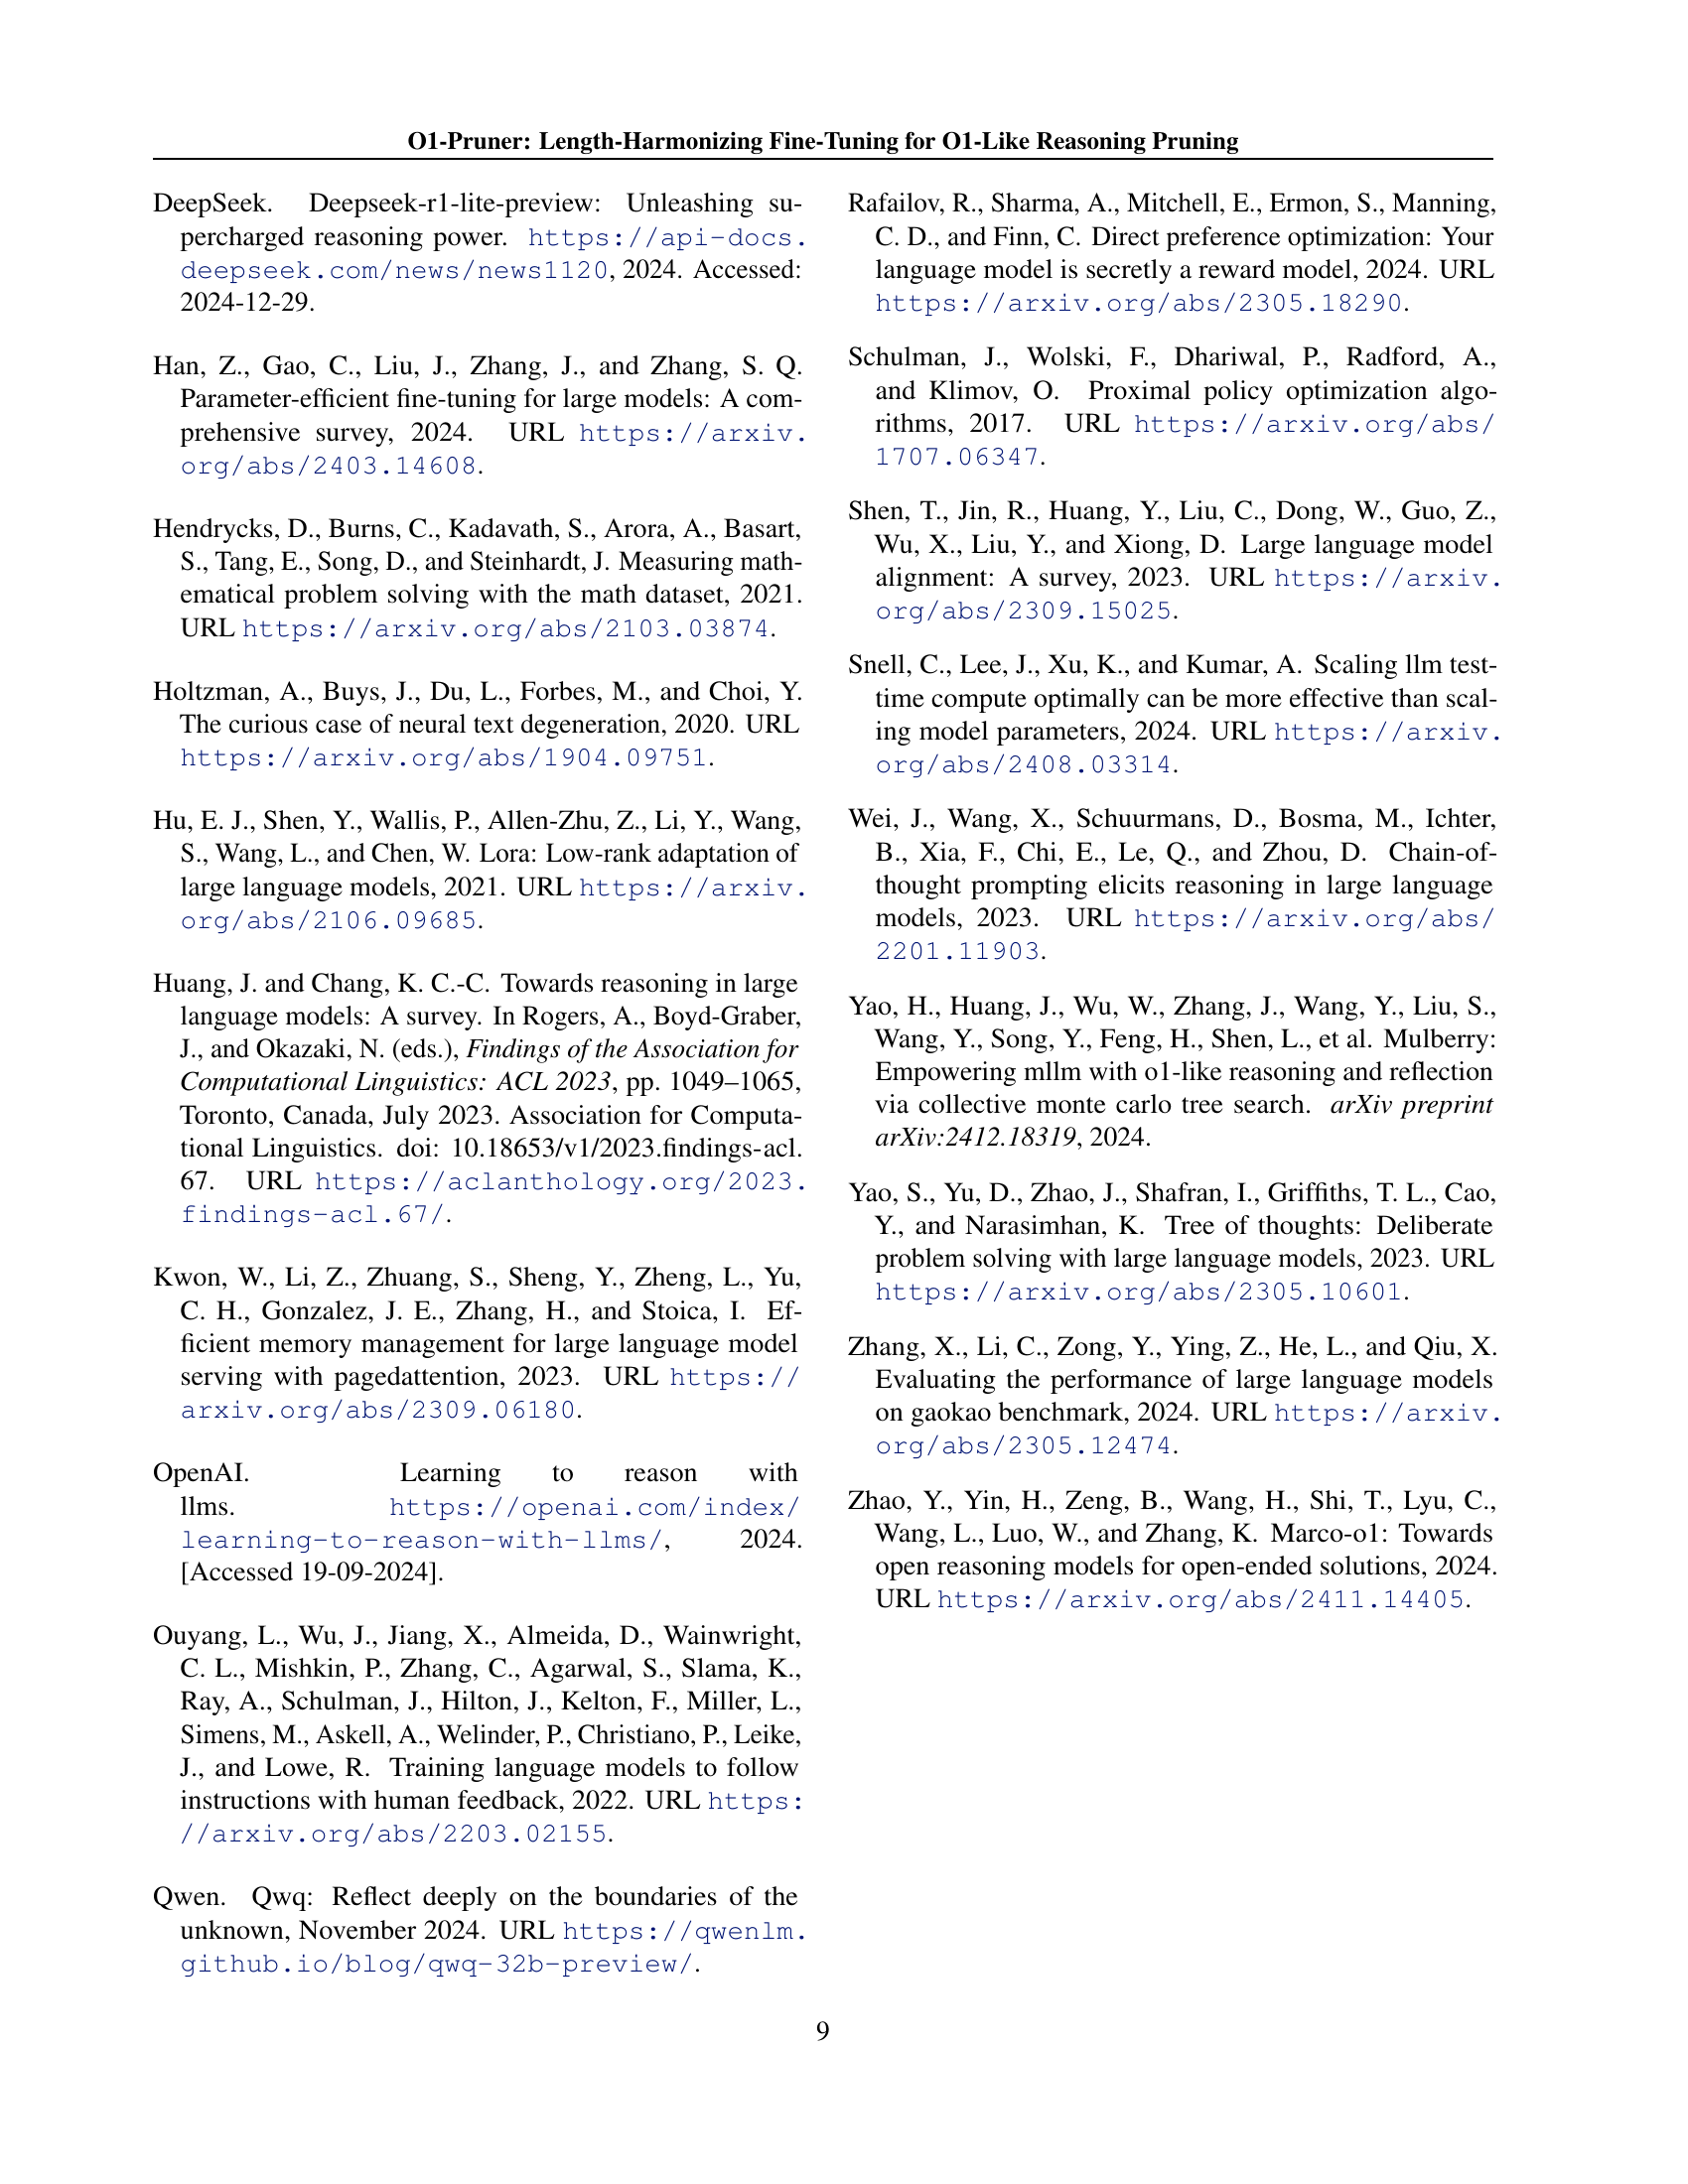 O1-Pruner: Length-Harmonizing Fine-Tuning for O1-Like Reasoning Pruning
DeepSeek. Deepseek-r1-lite-preview: Unleashing su-
percharged reasoning power. https://api-docs.
deepseek.com/news/news1120, 2024. Accessed:
2024-12-29.
Han, Z., Gao, C., Liu, J., Zhang, J., and Zhang, S. Q.
Parameter-efficient fine-tuning for large models: A com-
prehensive survey, 2024. URL https://arxiv.
org/abs/2403.14608.
Hendrycks, D., Burns, C., Kadavath, S., Arora, A., Basart,
S., Tang, E., Song, D., and Steinhardt, J. Measuring math-
ematical problem solving with the math dataset, 2021.
URL https://arxiv.org/abs/2103.03874.
Holtzman, A., Buys, J., Du, L., Forbes, M., and Choi, Y.
The curious case of neural text degeneration, 2020. URL
https://arxiv.org/abs/1904.09751.
Hu, E. J., Shen, Y., Wallis, P., Allen-Zhu, Z., Li, Y., Wang,
S., Wang, L., and Chen, W. Lora: Low-rank adaptation of
large language models, 2021. URL https://arxiv.
org/abs/2106.09685.
Huang, J. and Chang, K. C.-C. Towards reasoning in large
language models: A survey. In Rogers, A., Boyd-Graber,
J., and Okazaki, N. (eds.), Findings of the Association for
Computational Linguistics: ACL 2023, pp. 1049–1065,
Toronto, Canada, July 2023. Association for Computa-
tional Linguistics. doi: 10.18653/v1/2023.findings-acl.
67. URL https://aclanthology.org/2023.
findings-acl.67/.
Kwon, W., Li, Z., Zhuang, S., Sheng, Y., Zheng, L., Yu,
C. H., Gonzalez, J. E., Zhang, H., and Stoica, I. Ef-
ficient memory management for large language model
serving with pagedattention, 2023. URL https://
arxiv.org/abs/2309.06180.
OpenAI. Learning to reason with
llms. https://openai.com/index/
learning-to-reason-with-llms/, 2024.
[Accessed 19-09-2024].
Ouyang, L., Wu, J., Jiang, X., Almeida, D., Wainwright,
C. L., Mishkin, P., Zhang, C., Agarwal, S., Slama, K.,
Ray, A., Schulman, J., Hilton, J., Kelton, F., Miller, L.,
Simens, M., Askell, A., Welinder, P., Christiano, P., Leike,
J., and Lowe, R. Training language models to follow
instructions with human feedback, 2022. URL https:
//arxiv.org/abs/2203.02155.
Qwen. Qwq: Reflect deeply on the boundaries of the
unknown, November 2024. URL https://qwenlm.
github.io/blog/qwq-32b-preview/.
Rafailov, R., Sharma, A., Mitchell, E., Ermon, S., Manning,
C. D., and Finn, C. Direct preference optimization: Your
language model is secretly a reward model, 2024. URL
https://arxiv.org/abs/2305.18290.
Schulman, J., Wolski, F., Dhariwal, P., Radford, A.,
and Klimov, O. Proximal policy optimization algo-
rithms, 2017. URL https://arxiv.org/abs/
1707.06347.
Shen, T., Jin, R., Huang, Y., Liu, C., Dong, W., Guo, Z.,
Wu, X., Liu, Y., and Xiong, D. Large language model
alignment: A survey, 2023. URL https://arxiv.
org/abs/2309.15025.
Snell, C., Lee, J., Xu, K., and Kumar, A. Scaling llm test-
time compute optimally can be more effective than scal-
ing model parameters, 2024. URL https://arxiv.
org/abs/2408.03314.
Wei, J., Wang, X., Schuurmans, D., Bosma, M., Ichter,
B., Xia, F., Chi, E., Le, Q., and Zhou, D. Chain-of-
thought prompting elicits reasoning in large language
models, 2023. URL https://arxiv.org/abs/
2201.11903.
Yao, H., Huang, J., Wu, W., Zhang, J., Wang, Y., Liu, S.,
Wang, Y., Song, Y., Feng, H., Shen, L., et al. Mulberry:
Empowering mllm with o1-like reasoning and reflection
via collective monte carlo tree search. arXiv preprint
arXiv:2412.18319, 2024.
Yao, S., Yu, D., Zhao, J., Shafran, I., Griffiths, T. L., Cao,
Y., and Narasimhan, K. Tree of thoughts: Deliberate
problem solving with large language models, 2023. URL
https://arxiv.org/abs/2305.10601.
Zhang, X., Li, C., Zong, Y., Ying, Z., He, L., and Qiu, X.
Evaluating the performance of large language models
on gaokao benchmark, 2024. URL https://arxiv.
org/abs/2305.12474.
Zhao, Y., Yin, H., Zeng, B., Wang, H., Shi, T., Lyu, C.,
Wang, L., Luo, W., and Zhang, K. Marco-o1: Towards
open reasoning models for open-ended solutions, 2024.
URL https://arxiv.org/abs/2411.14405.
9